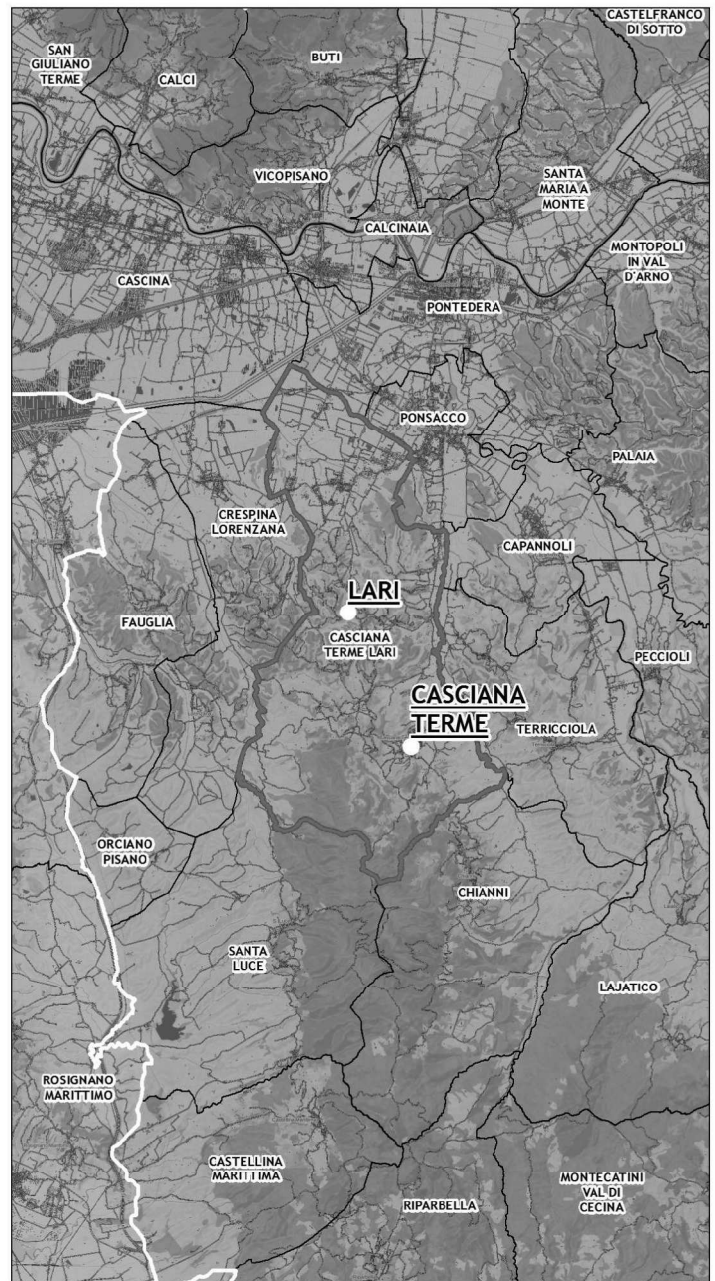 CASTELFRANCO
DI SOTTO
SAN
GIULIANO
TERME
CALCI
BUTI
VICOPISANO
SANTA
MARIA A
MONTE
CALCINAIA
MONTOPOLI
IN VAL
D'ARNO
CASCINA
PONTEDERA
PONSACCO
PALAIA
CRESPINA
LORENZANA
CAPANNOLI
LARI
FAUGLIA
CASCIANA
TERME LARI
PECCIOLI
CASCIANA
TERME
TERRICCIOLA
ORCIANO
PISANO
CHIANNI
SANTA
LUCE
LAJATICO
ROSIGNANO
MARITTIMO
CASTELLINA
MARITTIMA
RIPARBELLA
MONTECATINI
VAL DI
CECINA